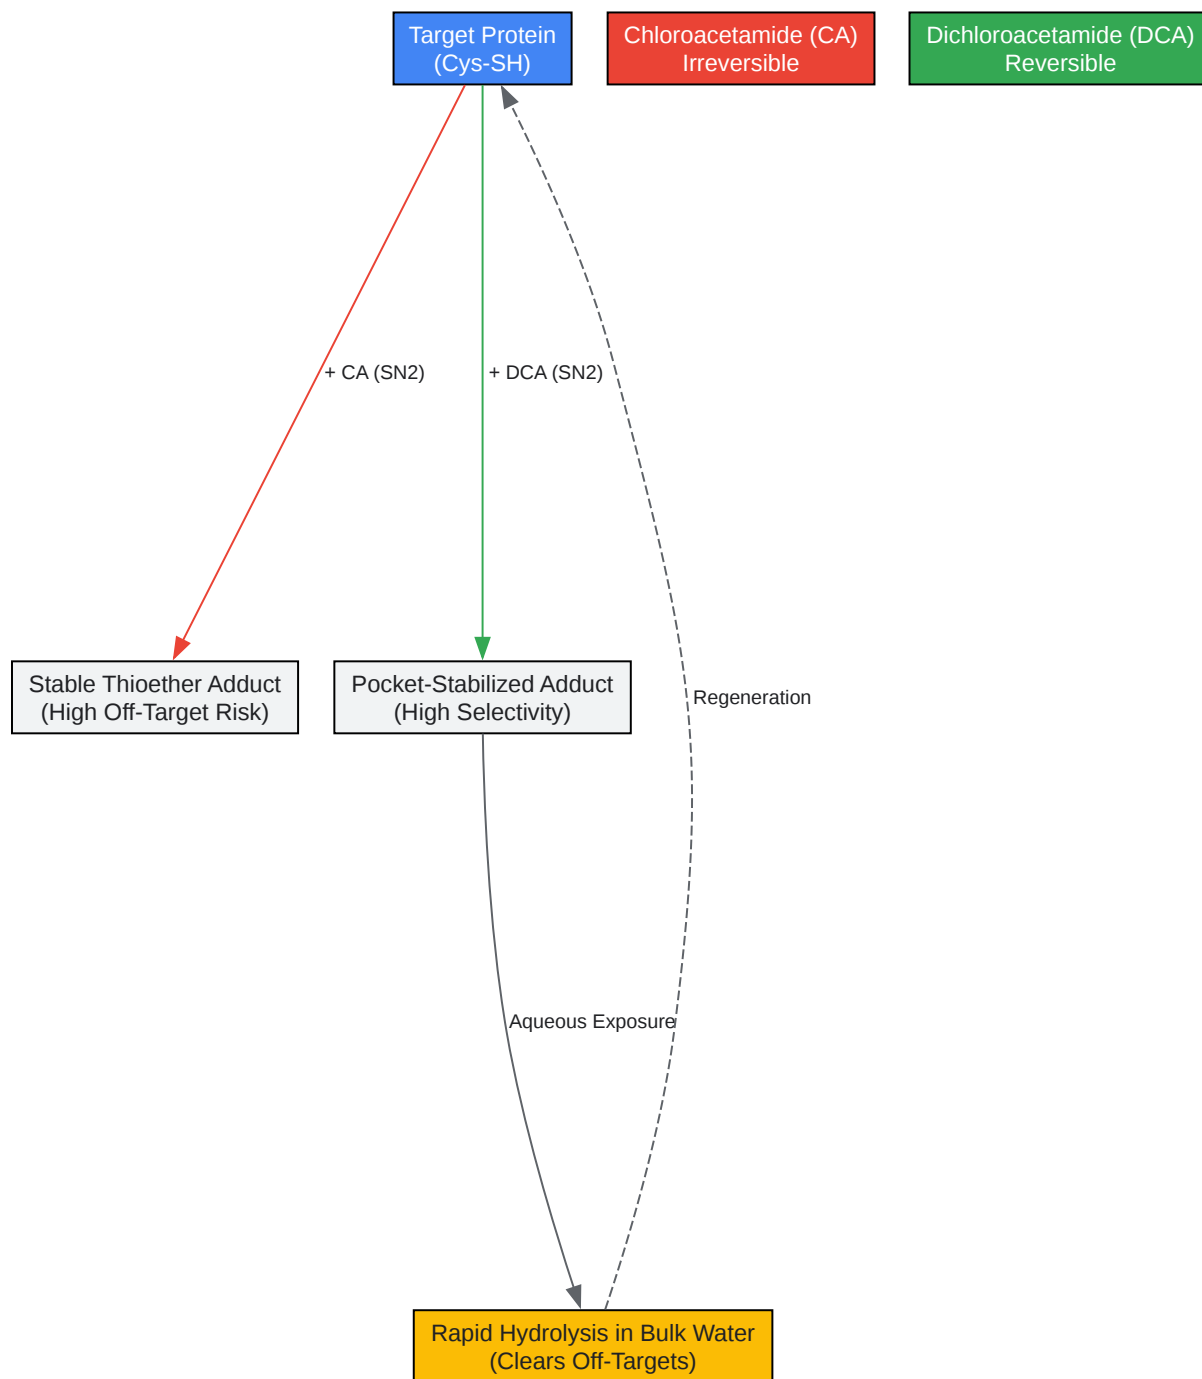 Target Protein
(Cys-SH)
Chloroacetamide (CA)
Irreversible
Dichloroacetamide (DCA)
Reversible
+ CA (SN2)
+ DCA (SN2)
Stable Thioether Adduct
(High Off-Target Risk)
Pocket-Stabilized Adduct
(High Selectivity)
Regeneration
Aqueous Exposure
Rapid Hydrolysis in Bulk Water
(Clears Off-Targets)